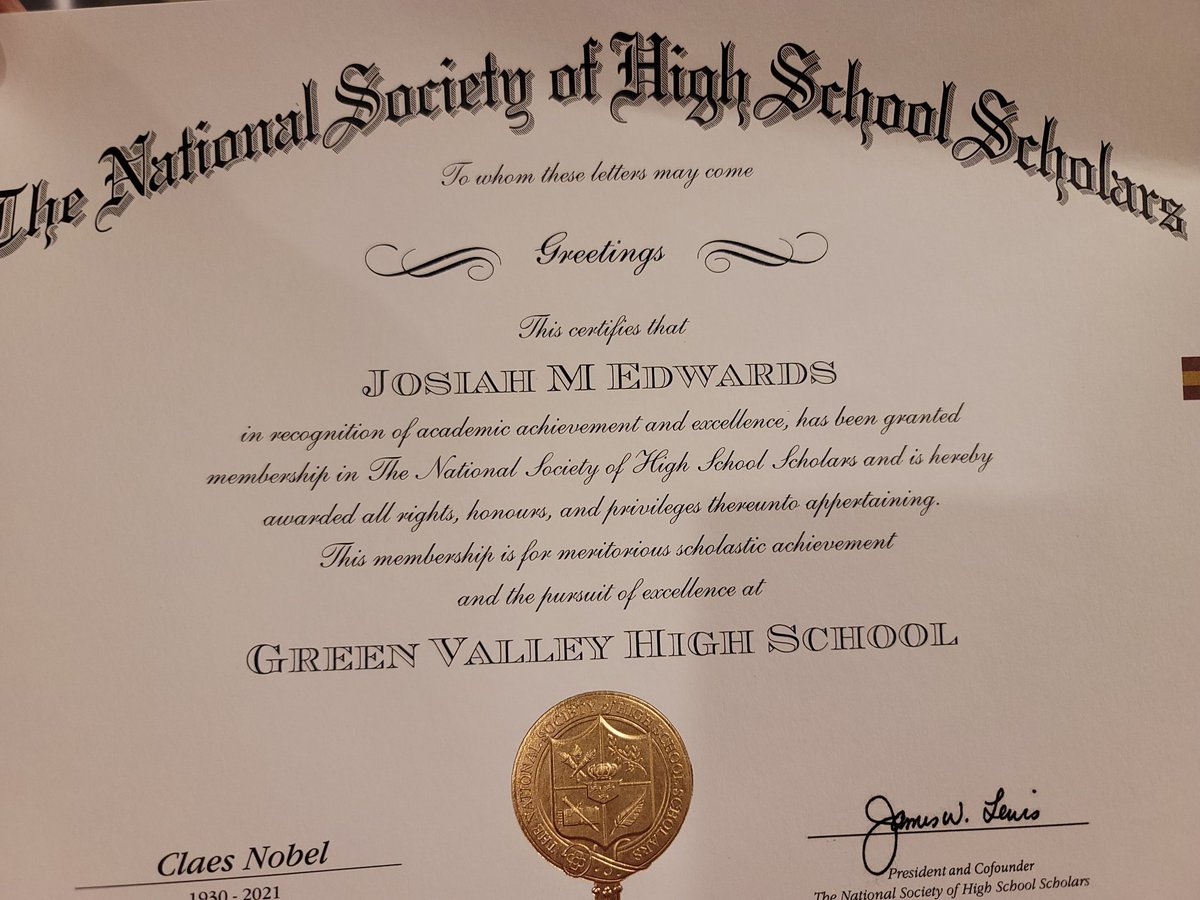 The National Society of High School Scholars
To whom these letters may come
Greetings
This certifies that
JOSIAH M EDWARDS
in recognition of academic achievement and excellence, has been granted
membership in The National Society of High School Scholars and is hereby
awarded all rights, honours, and privileges thereunto appertaining.
This membership is for meritorious scholastic achievement
and the pursuit of excellence at
GREEN VALLEY HIGH SCHOOL
THE NATIONAL SOCIETY of HIGH SCHOOL SCHOLARS
James W. Lewis
Claes Nobel
President and Cofounder
1930 - 2021
The National Society of High School Scholars